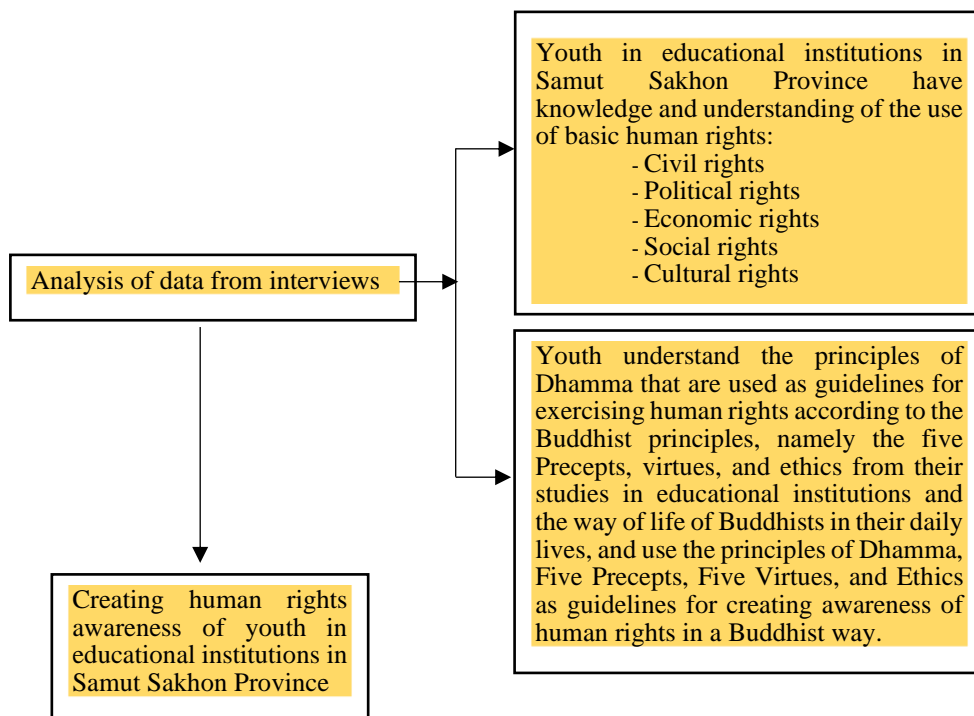 Youth in educational institutions in
Samut Sakhon Province have
knowledge and understanding of the use
of basic human rights:
- Civil rights
- Political rights
- Economic rights
- Social rights
- Cultural rights
Analysis of data from interviews
Youth understand the principles of
Dhamma that are used as guidelines for
exercising human rights according to the
Buddhist principles, namely the five
Precepts, virtues, and ethics from their
studies in educational institutions and
the way of life of Buddhists in their daily
lives, and use the principles of Dhamma,
Five Precepts, Five Virtues, and Ethics
as guidelines for creating awareness of
human rights in a Buddhist way.
Creating human rights
awareness of youth in
educational institutions in
Samut Sakhon Province